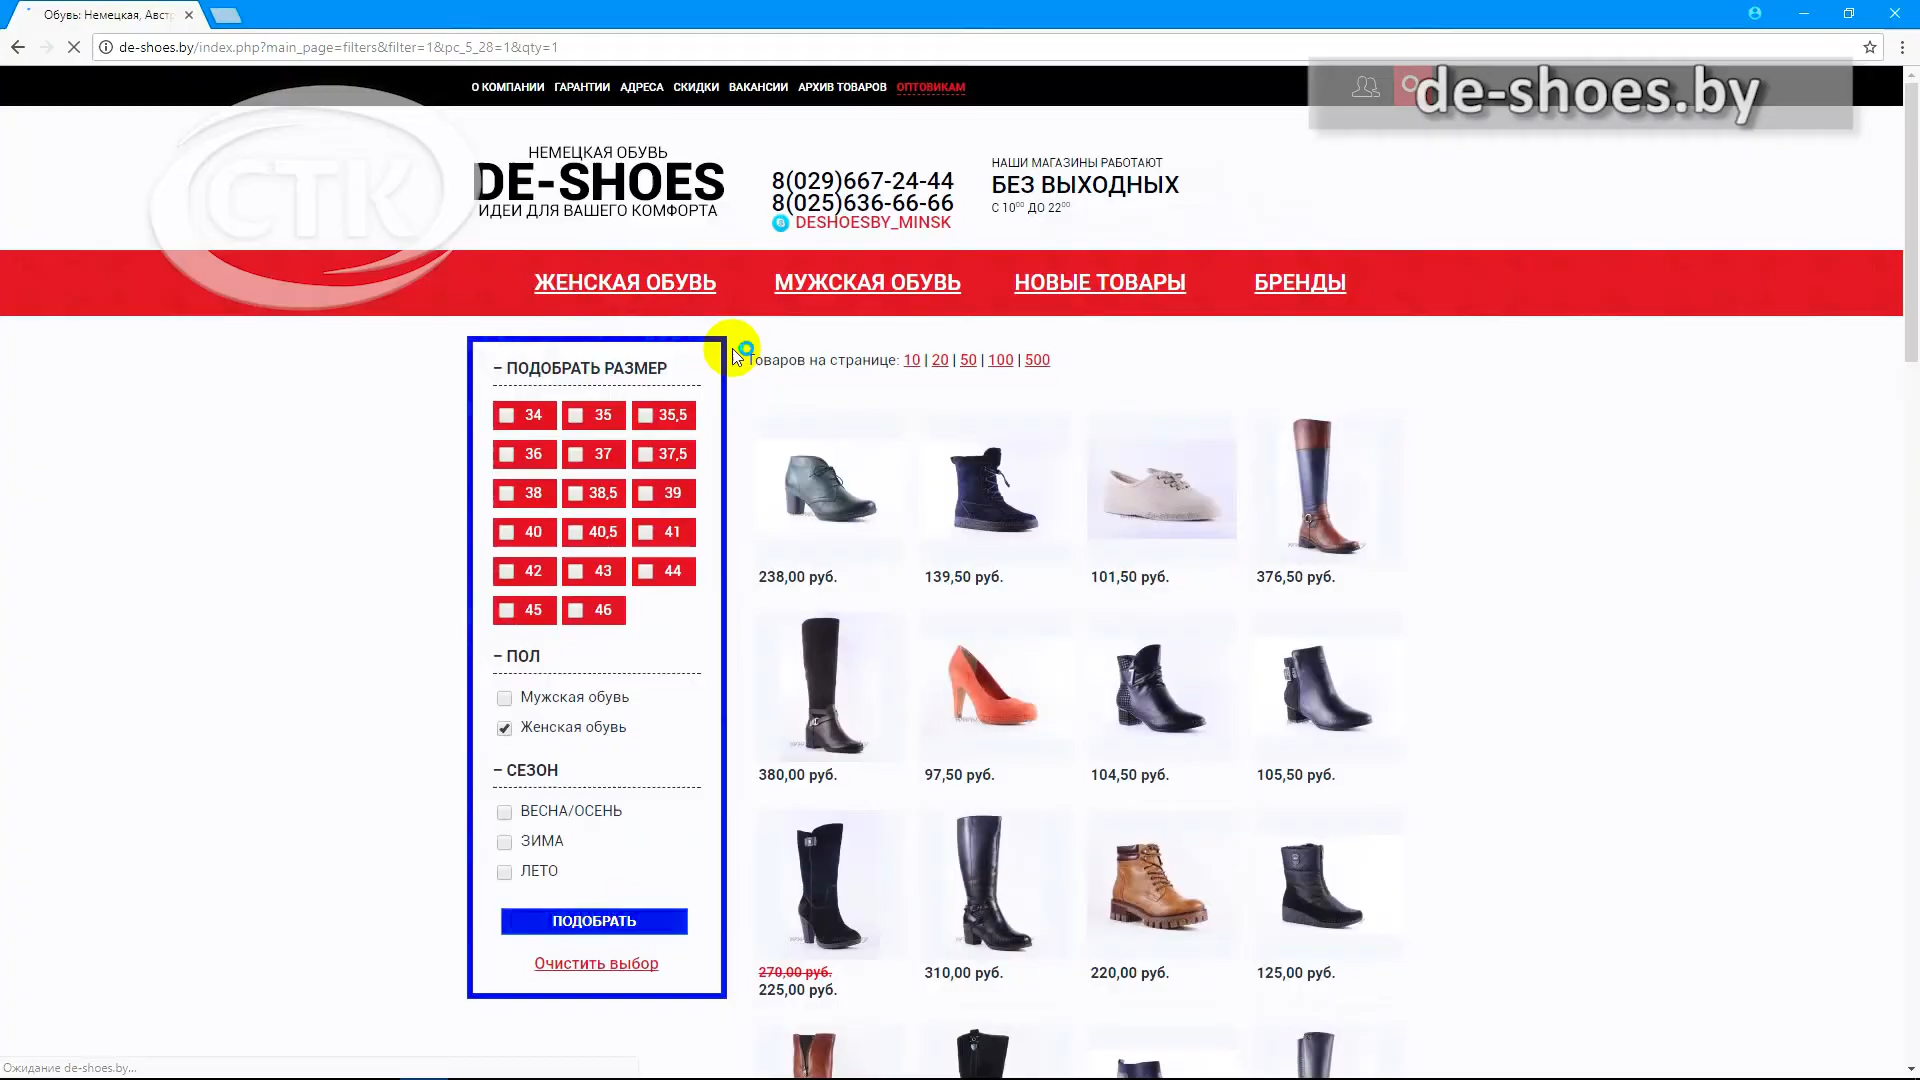 Обувь: Немецкая, Авст
de-shoes.by/index.php?main_page=filters&filter=1&pc_5_28=1&qty=1
О КОМПАНИИ ГАРАНТИИ АДРЕСА СКИДКИ ВАКАНСИИ АРХИВ ТОВАРОВ ОПТОВИКАМ
de-shoes.by
СТК
НЕМЕЦКАЯ ОБУВЬ
DE-SHOES
ИДЕИ ДЛЯ ВАШЕГО КОМФОРТА
8(029)667-24-44
8(025)636-66-66
DESHOESBY_MINSK
НАШИ МАГАЗИНЫ РАБОТАЮТ
БЕЗ ВЫХОДНЫХ
С 10⁰⁰ ДО 22⁰⁰
ЖЕНСКАЯ ОБУВЬ МУЖСКАЯ ОБУВЬ НОВЫЕ ТОВАРЫ БРЕНДЫ
– ПОДОБРАТЬ РАЗМЕР
34 35 35,5
36 37 37,5
38 38,5 39
40 40,5 41
42 43 44
45 46
– ПОЛ
Мужская обувь
Женская обувь
– СЕЗОН
ВЕСНА/ОСЕНЬ
ЗИМА
ЛЕТО
ПОДОБРАТЬ
Очистить выбор
Товаров на странице: 10 | 20 | 50 | 100 | 500
238,00 руб. 139,50 руб. 101,50 руб. 376,50 руб.
380,00 руб. 97,50 руб. 104,50 руб. 105,50 руб.
270,00 руб.
225,00 руб. 310,00 руб. 220,00 руб. 125,00 руб.
Ожидание de-shoes.by...